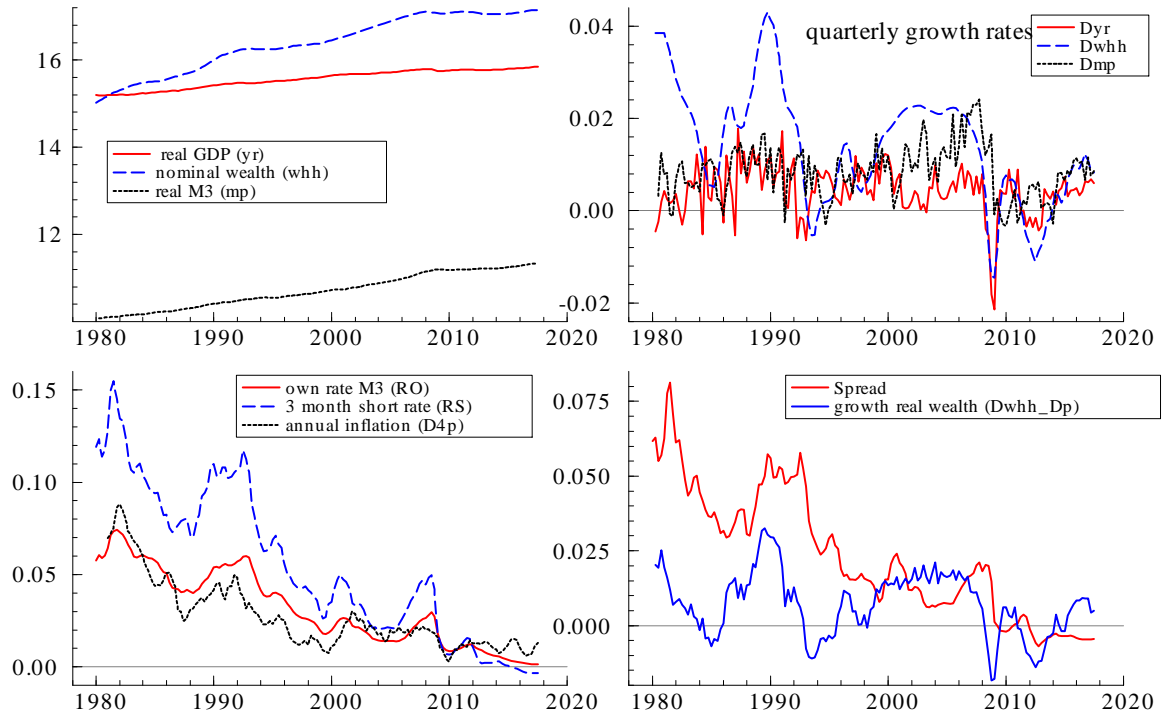 16
14
12
real GDP (yr)
nominal wealth (whh)
real M3 (mp)
1980 1990 2000 2010 2020
0.04
0.02
0.00
-0.02
quarterly growth rates
Dyr
Dwhh
Dmp
1980 1990 2000 2010 2020
0.15
0.10
0.05
0.00
own rate M3 (RO)
3 month short rate (RS)
annual inflation (D4p)
1980 1990 2000 2010 2020
0.075
0.050
0.025
0.000
Spread
growth real wealth (Dwhh_Dp)
1980 1990 2000 2010 2020